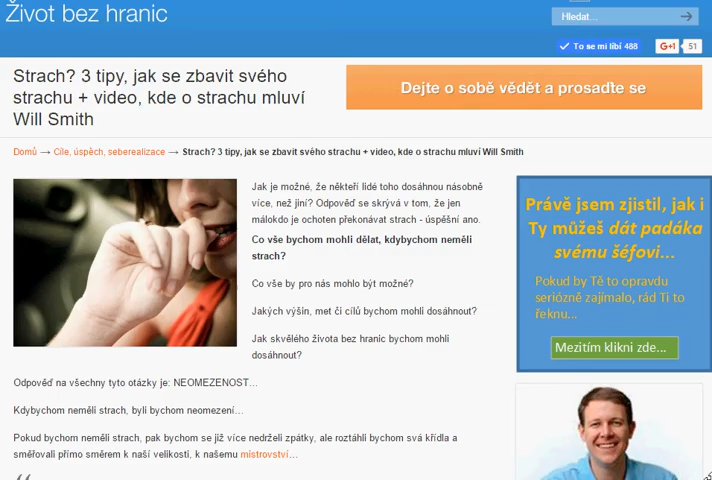 Život bez hranic
Hledat...
To se mi líbí 488
G+1 51
Strach? 3 tipy, jak se zbavit svého
strachu + video, kde o strachu mluví
Will Smith
Dejte o sobě vědět a prosaďte se
Domů → Cíle, úspěch, seberealizace → Strach? 3 tipy, jak se zbavit svého strachu + video, kde o strachu mluví Will Smith
Jak je možné, že někteří lidé toho dosáhnou násobně
více, než jiní? Odpověď se skrývá v tom, že jen
málokdo je ochoten překonávat strach - úspěšní ano.
Co vše bychom mohli dělat, kdybychom neměli
strach?
Co vše by pro nás mohlo být možné?
Jakých výšin, met či cílů bychom mohli dosáhnout?
Jak skvělého života bez hranic bychom mohli
dosáhnout?
Odpověď na všechny tyto otázky je: NEOMEZENOST...
Kdybychom neměli strach, byli bychom neomezení...
Pokud bychom neměli strach, pak bychom se již více nedrželi zpátky, ale roztáhli bychom svá křídla a
směřovali přímo směrem k naší velikosti, k našemu mistrovství...
Právě jsem zjistil, jak i
Ty můžeš dát padáka
svému šéfovi...
Pokud by Tě to opravdu
seriózně zajímalo, rád Ti to
řeknu...
Mezitím klikni zde...